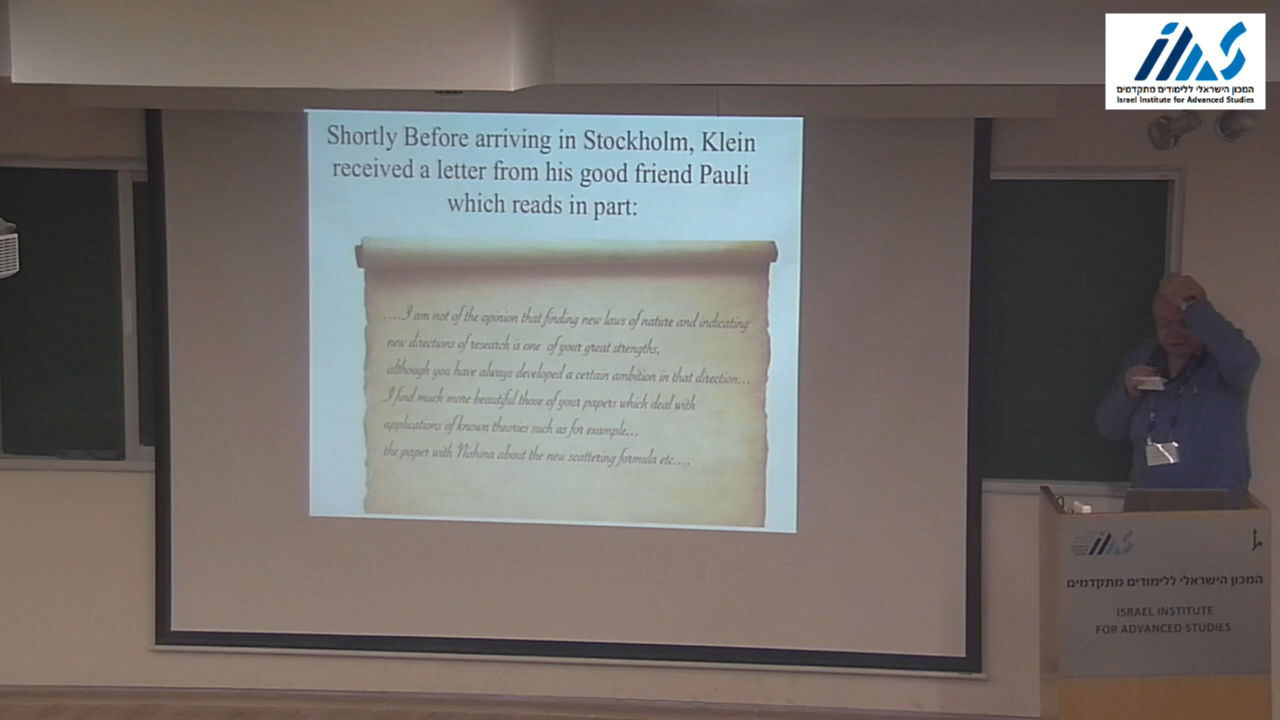 המכון הישראלי ללימודים מתקדמים
Israel Institute for Advanced Studies
Shortly Before arriving in Stockholm, Klein
received a letter from his good friend Pauli
which reads in part:
....I am not of the opinion that finding new laws of nature and indicating
new directions of research is one of your great strengths,
although you have always developed a certain ambition in that direction...
I find much more beautiful those of your papers which deal with
applications of known theories such as for example...
the paper with Nishina about the new scattering formula etc....
המכון הישראלי ללימודים מתקדמים
ISRAEL INSTITUTE
FOR ADVANCED STUDIES